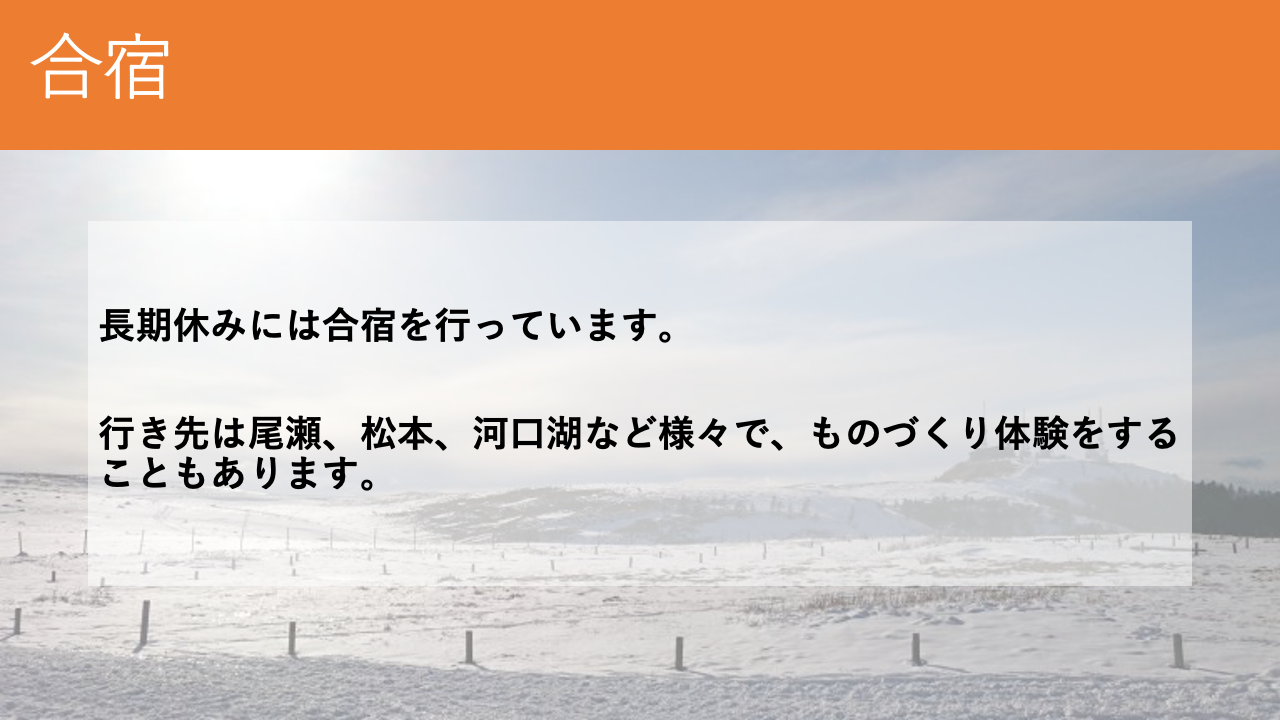 合宿
長期休みには合宿を行っています。
行き先は尾瀬、松本、河口湖など様々で、ものづくり体験をする
こともあります。